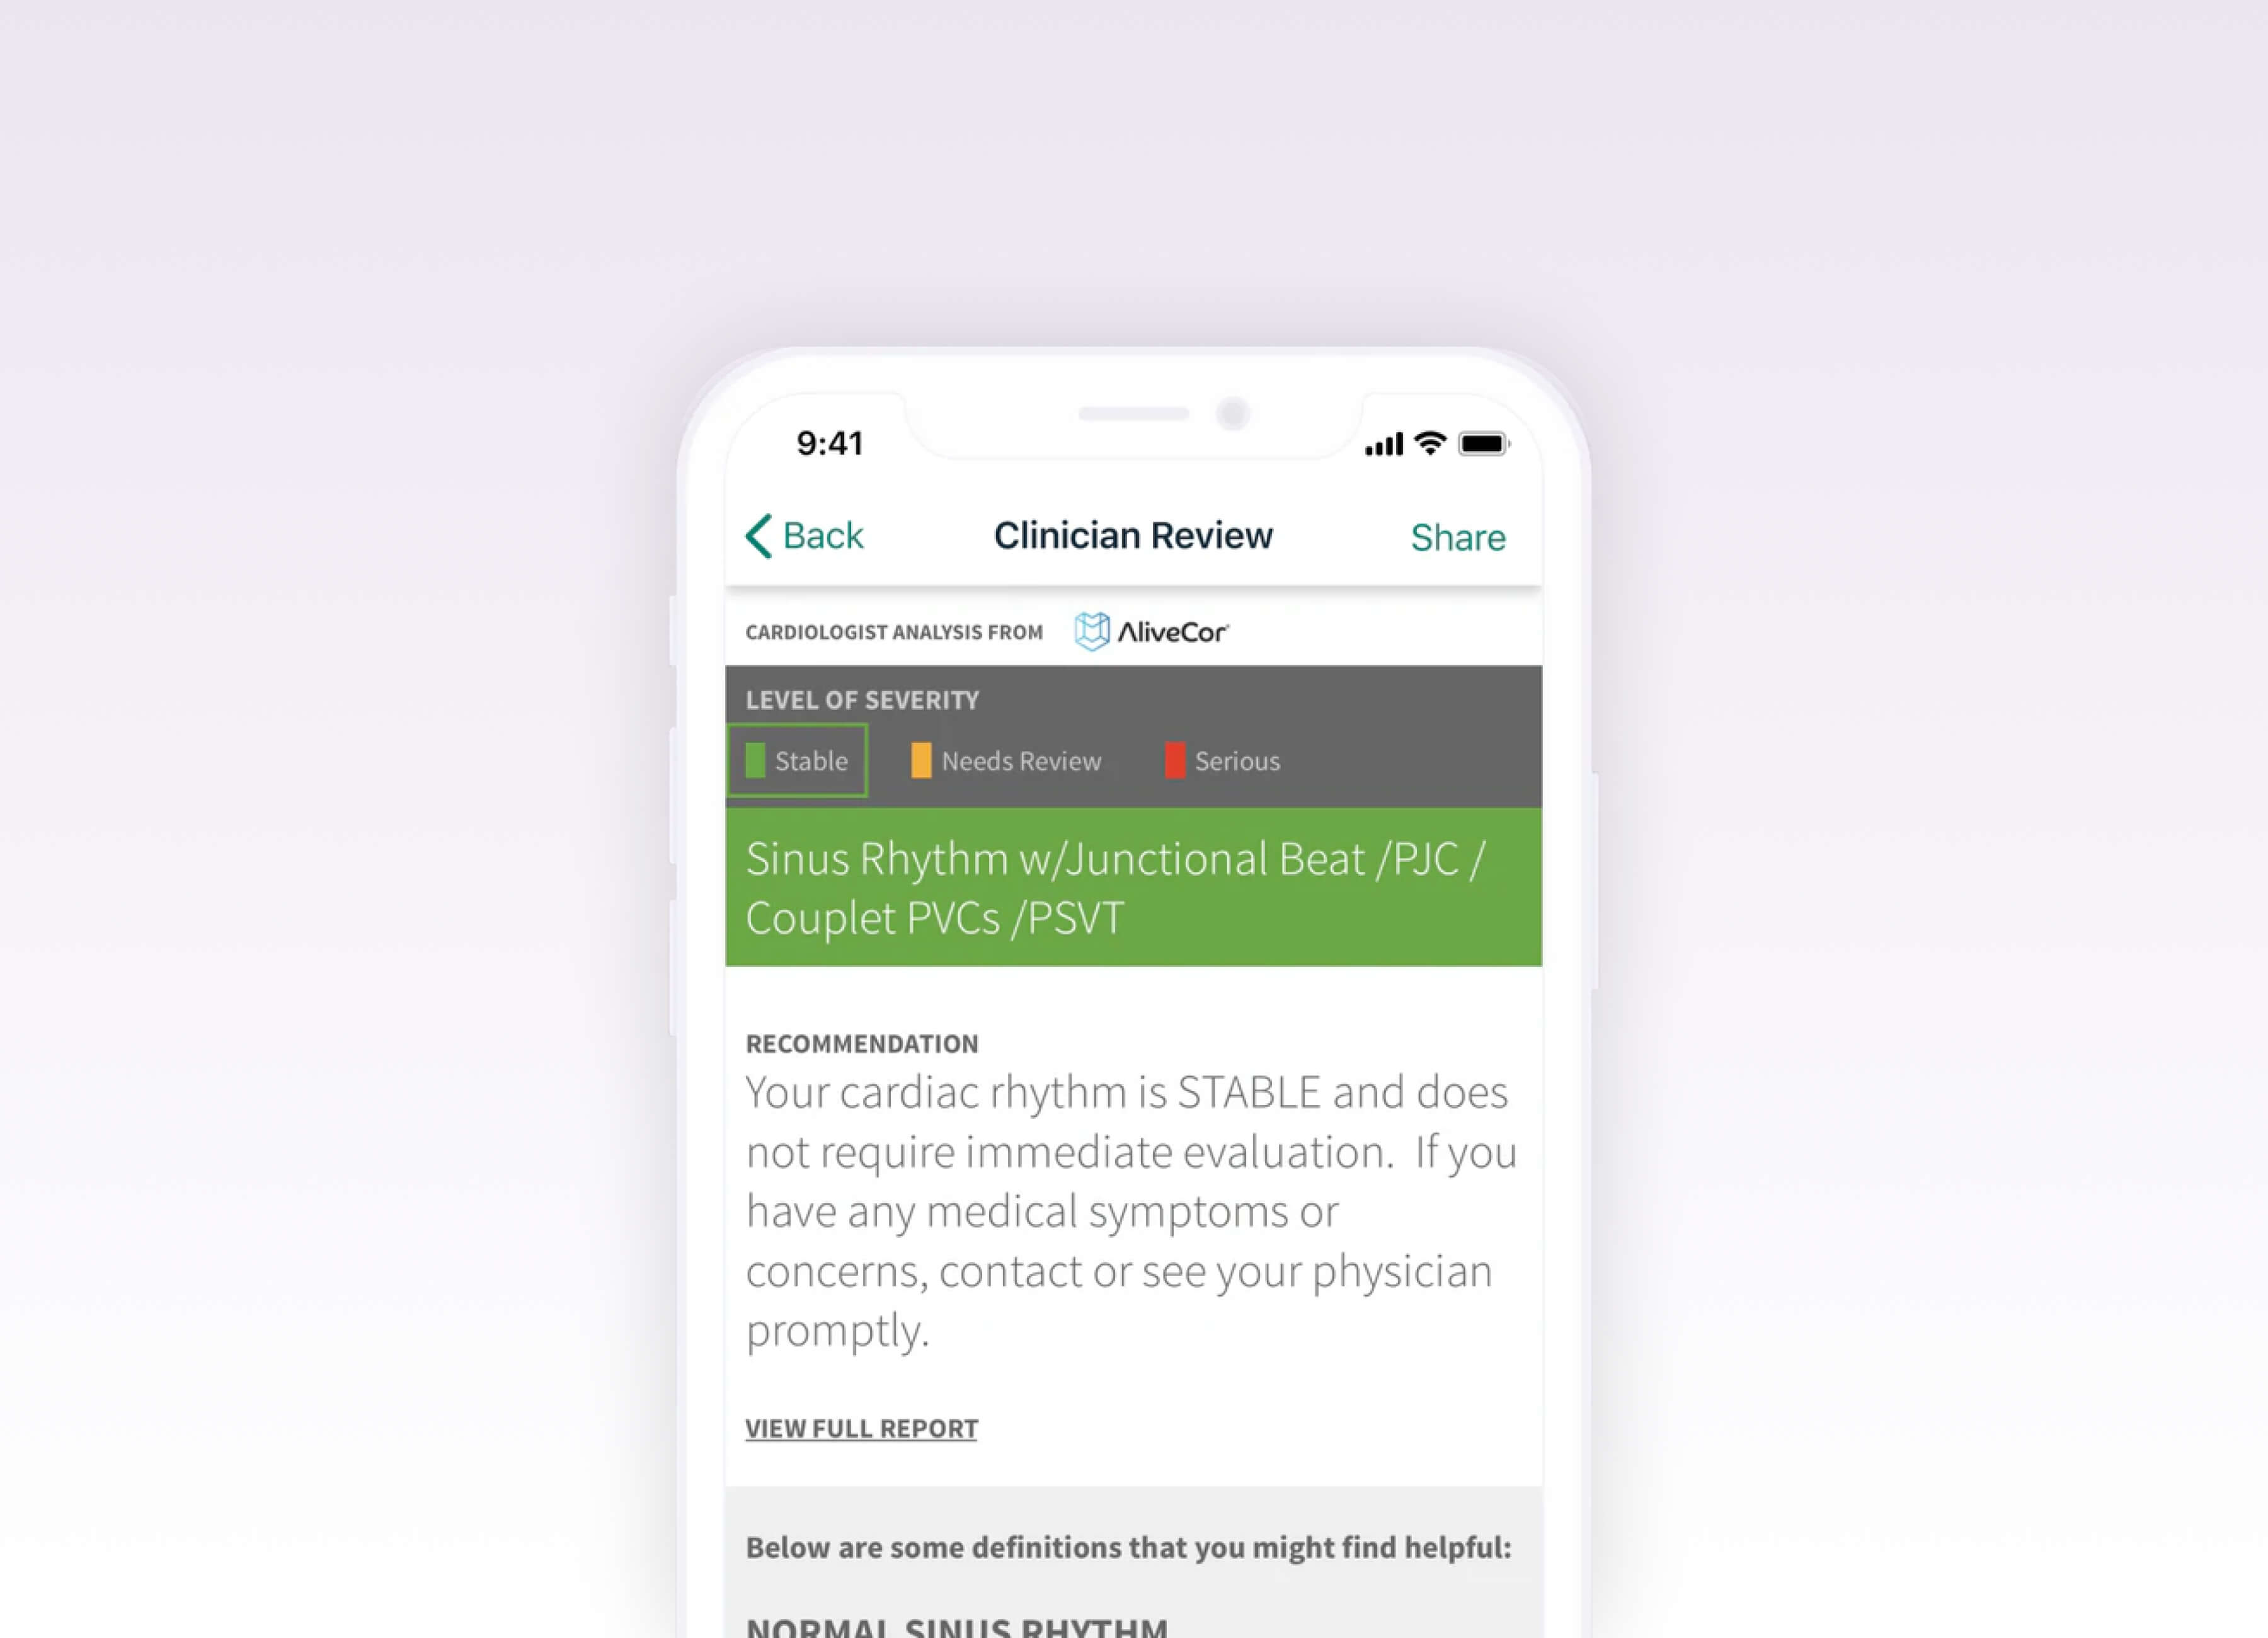 9:41
Back Clinician Review Share
CARDIOLOGIST ANALYSIS FROM AliveCor
LEVEL OF SEVERITY
Stable Needs Review Serious
Sinus Rhythm w/Junctional Beat /PJC /
Couplet PVCs /PSVT
RECOMMENDATION
Your cardiac rhythm is STABLE and does
not require immediate evaluation.  If you
have any medical symptoms or
concerns, contact or see your physician
promptly.
VIEW FULL REPORT
Below are some definitions that you might find helpful:
NORMAL SINUS RHYTHM